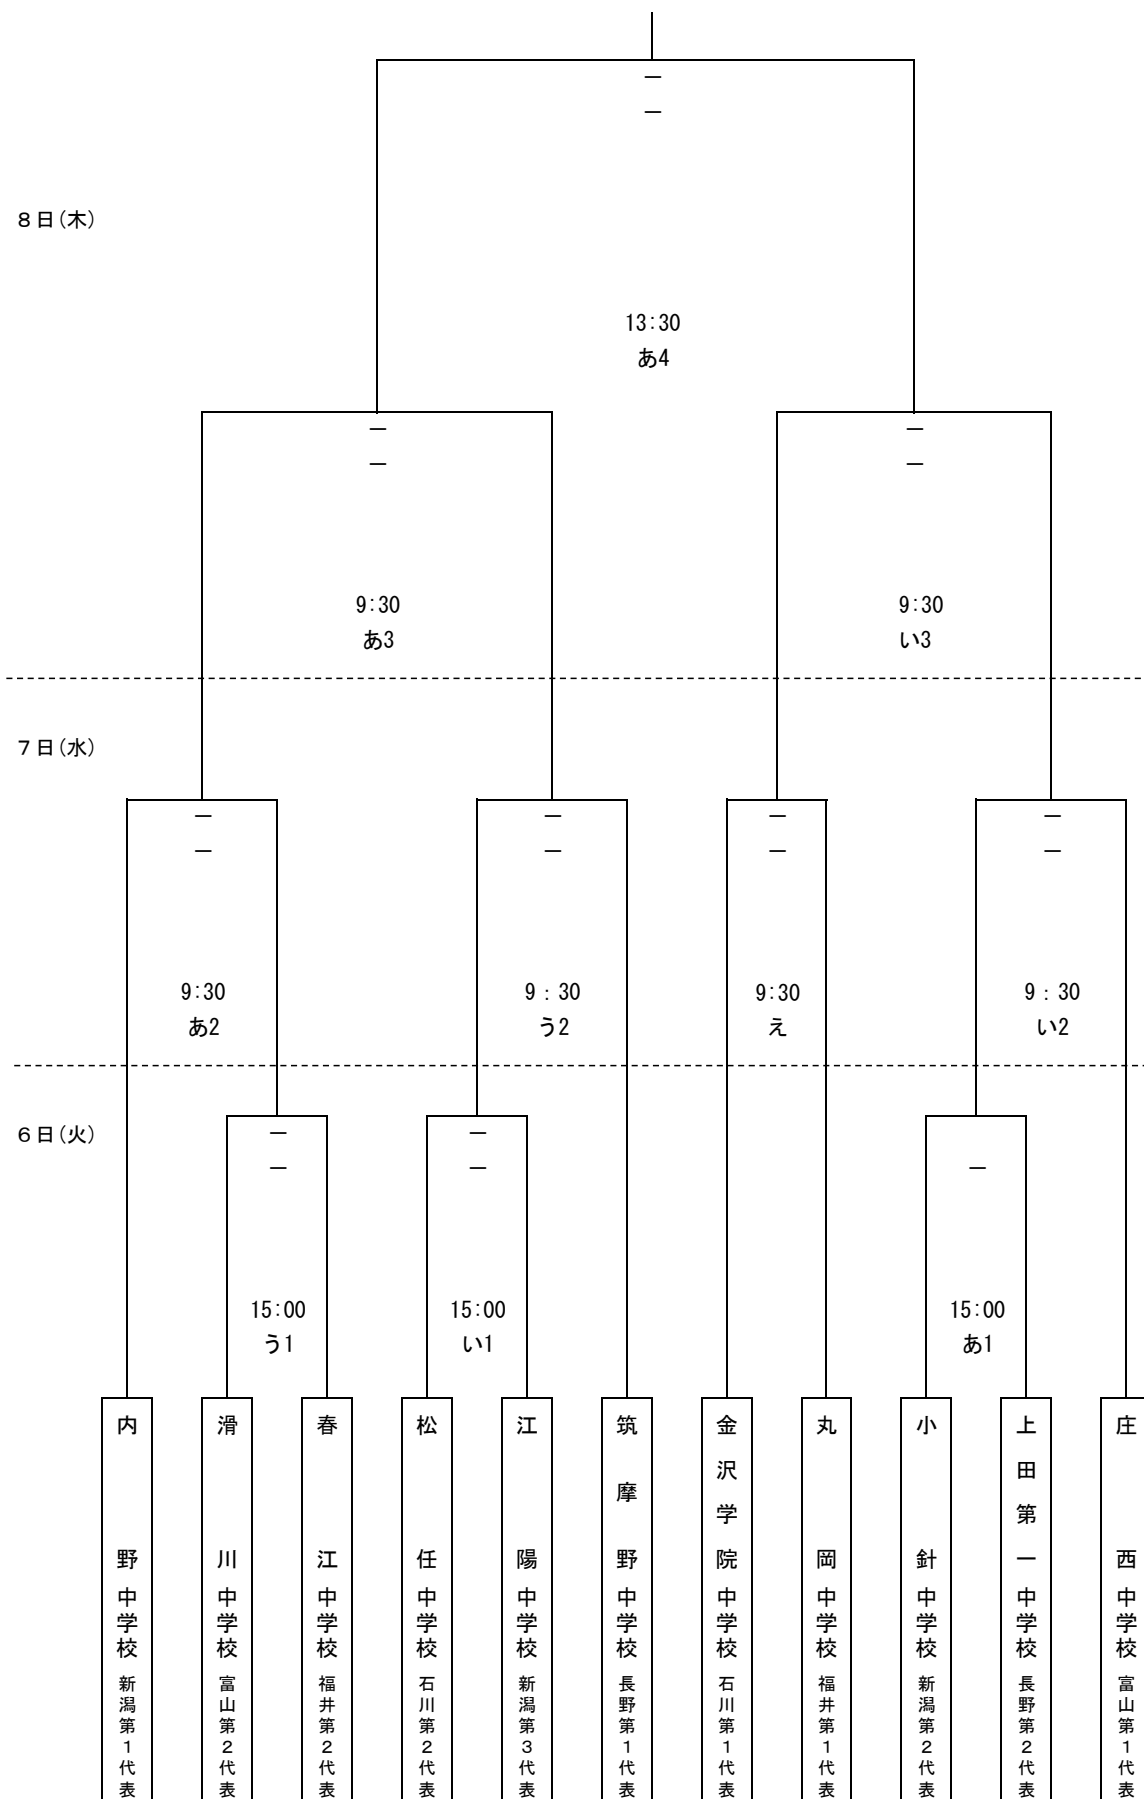 ―
―
８日(木)
13:30
あ4
―
―
―
―
9:30
あ3
9:30
い3
７日(水)
―
―
―
―
―
―
―
―
9:30
あ2
9：30
う2
9:30
え
9：30
い2
６日(火)
―
―
―
―
―
15:00
う1
15:00
い1
15:00
あ1
内野中学校 新潟第１代表
滑川中学校 富山第２代表
春江中学校 福井第２代表
松任中学校 石川第２代表
江陽中学校 新潟第３代表
筑摩野中学校 長野第１代表
金沢学院中学校 石川第１代表
丸岡中学校 福井第１代表
小針中学校 新潟第２代表
上田第一中学校 長野第２代表
庄西中学校 富山第１代表